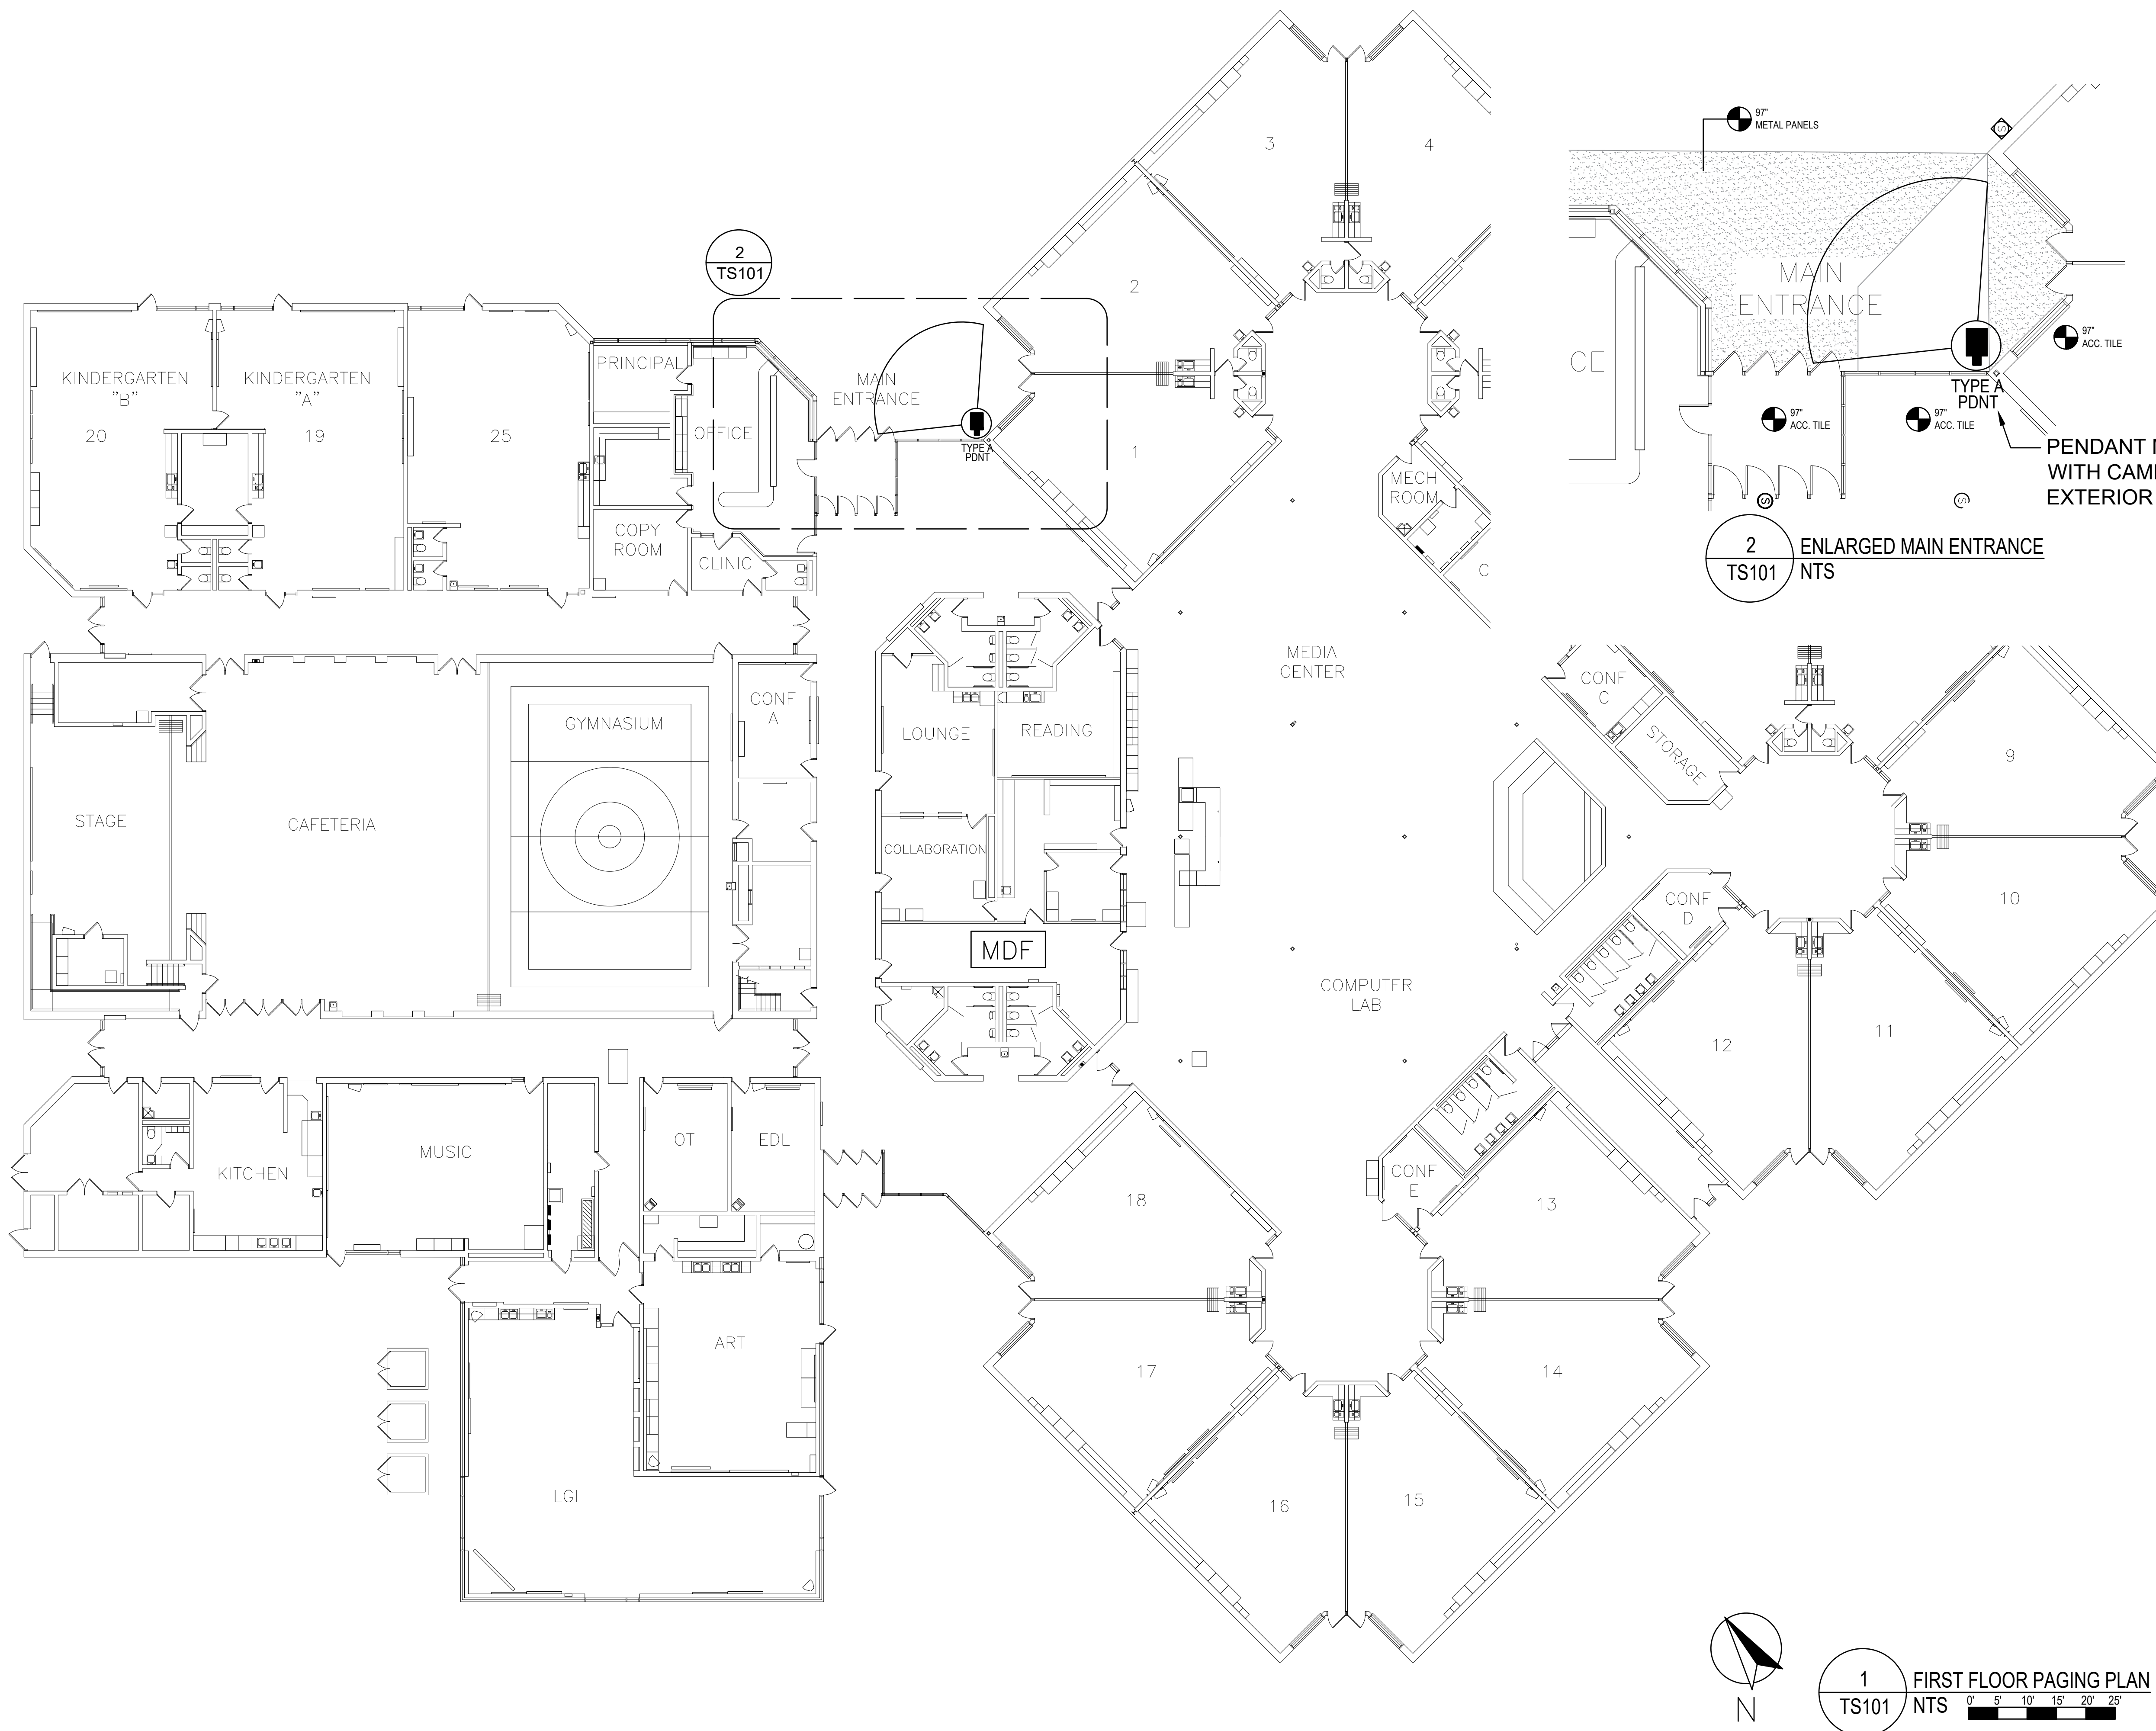 3
4
97"
METAL PANELS
S
2
TS101
2
MAIN
ENTRANCE
97"
ACC. TILE
CE
TYPE A
PDNT
97"
ACC. TILE
97"
ACC. TILE
PENDANT
WITH
EXTERIOR
S
S
2
TS101
ENLARGED MAIN ENTRANCE
NTS
KINDERGARTEN
"B"
20
KINDERGARTEN
"A"
19
25
PRINCIPAL
OFFICE
MAIN
ENTRANCE
TYPE A
PDNT
1
COPY
ROOM
CLINIC
MECH
ROOM
C
MEDIA
CENTER
CONF
C
STORAGE
9
GYMNASIUM
CONF
A
LOUNGE
READING
STAGE
CAFETERIA
COLLABORATION
CONF
D
10
MDF
COMPUTER
LAB
12
11
KITCHEN
MUSIC
OT
EDL
18
CONF
E
13
ART
17
14
LGI
16
15
N
1
TS101
FIRST FLOOR PAGING PLAN
NTS
0' 5' 10' 15' 20' 25'